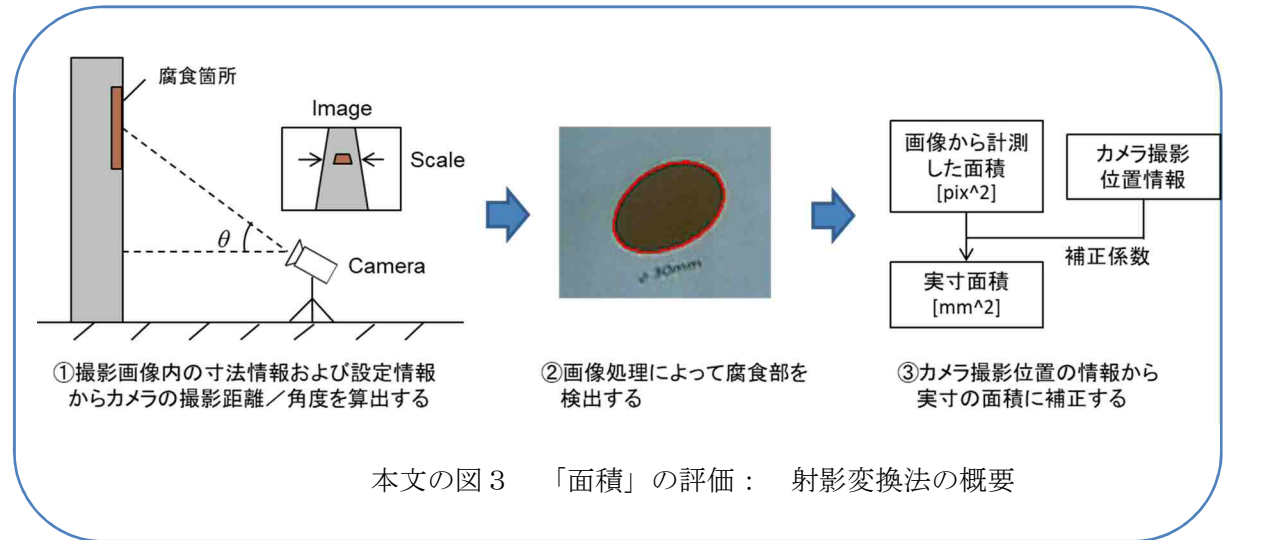 腐食箇所
Image
Scale
θ
Camera
①撮影画像内の寸法情報および設定情報
からカメラの撮影距離／角度を算出する
φ 30mm
②画像処理によって腐食部を
検出する
画像から計測
した面積
[pix^2]
カメラ撮影
位置情報
補正係数
実寸面積
[mm^2]
③カメラ撮影位置の情報から
実寸の面積に補正する
本文の図３　「面積」の評価：　射影変換法の概要